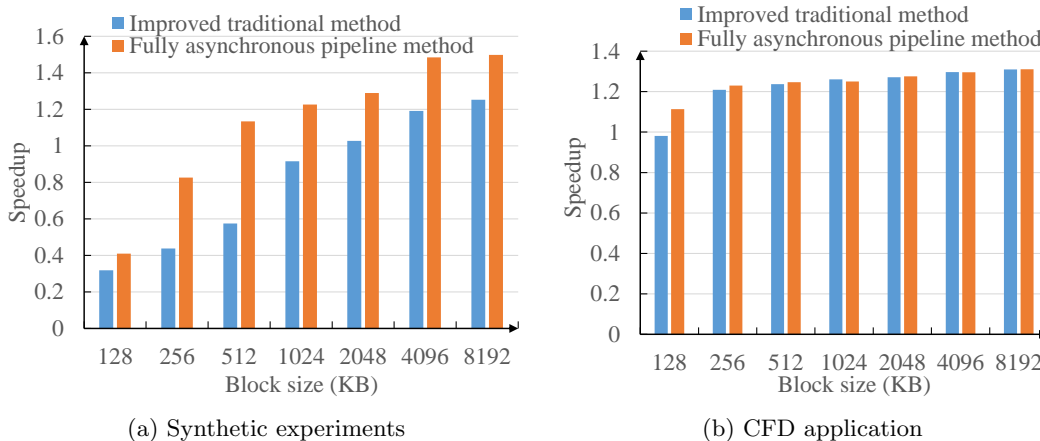 Improved traditional method
Fully asynchronous pipeline method
1.6
1.4
1.2
1
0.8
0.6
0.4
0.2
0
Speedup
128 256 512 1024 2048 4096 8192
Block size (KB)
(a) Synthetic experiments
Improved traditional method
Fully asynchronous pipeline method
1.4
1.2
1
0.8
0.6
0.4
0.2
0
Speedup
128 256 512 1024 2048 4096 8192
Block size (KB)
(b) CFD application